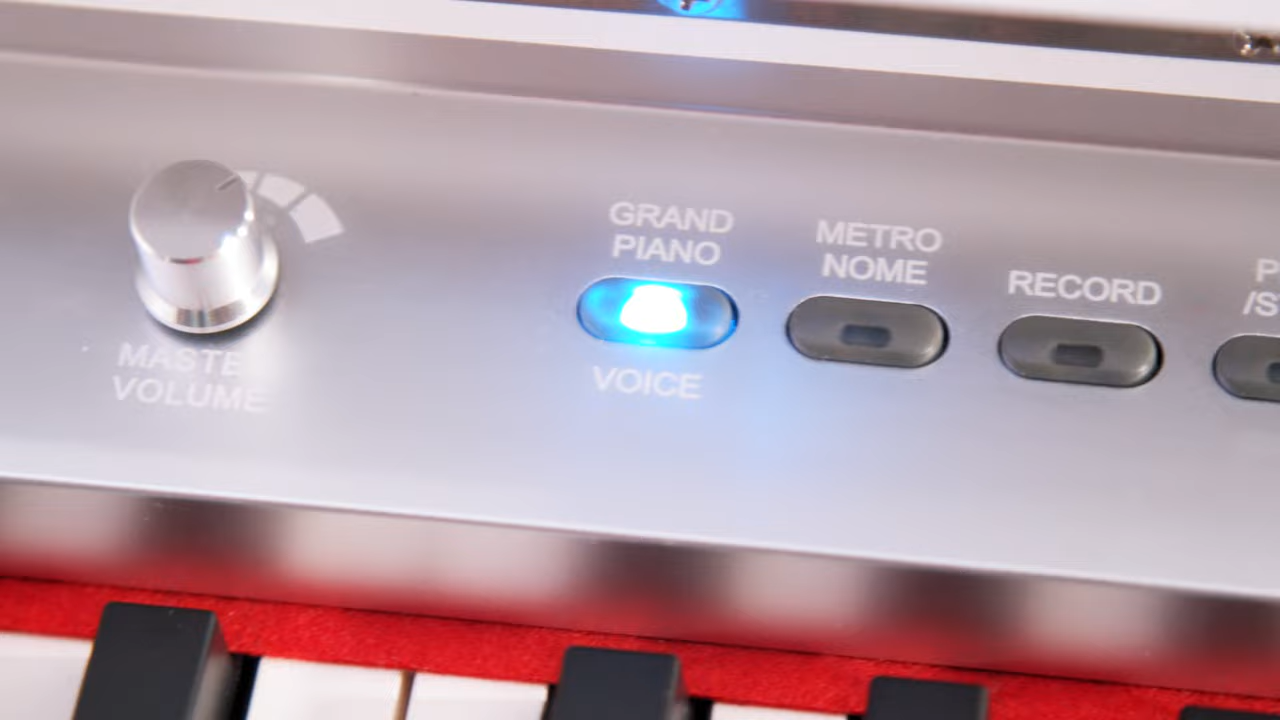 GRAND
PIANO
METRO
NOME
RECORD
VOICE
MASTE
VOLUME